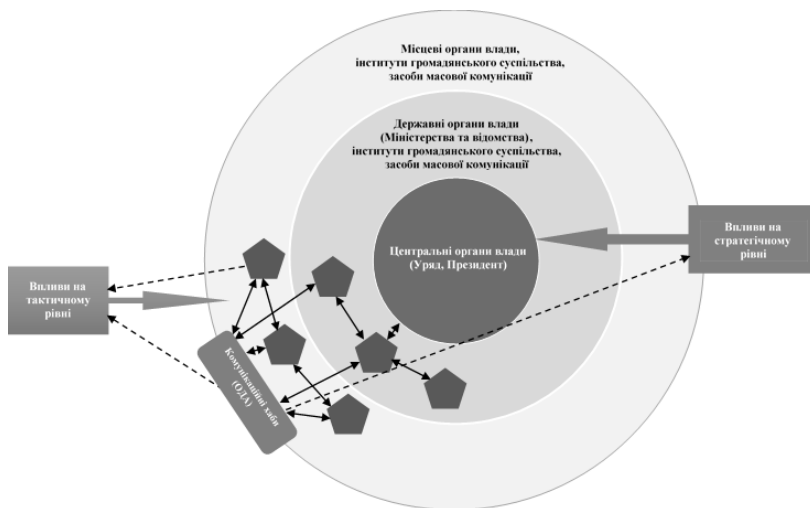 Місцеві органи влади,
інститути громадянського суспільства,
засоби масової комунікації
Державні органи влади
(Міністерства та відомства),
інститути громадянського суспільства,
засоби масової комунікації
Центральні органи влади
(Уряд, Президент)
Впливи на
стратегічному
рівні
Впливи на
тактичному
рівні
Комунікаційні хаби
(ОДА)